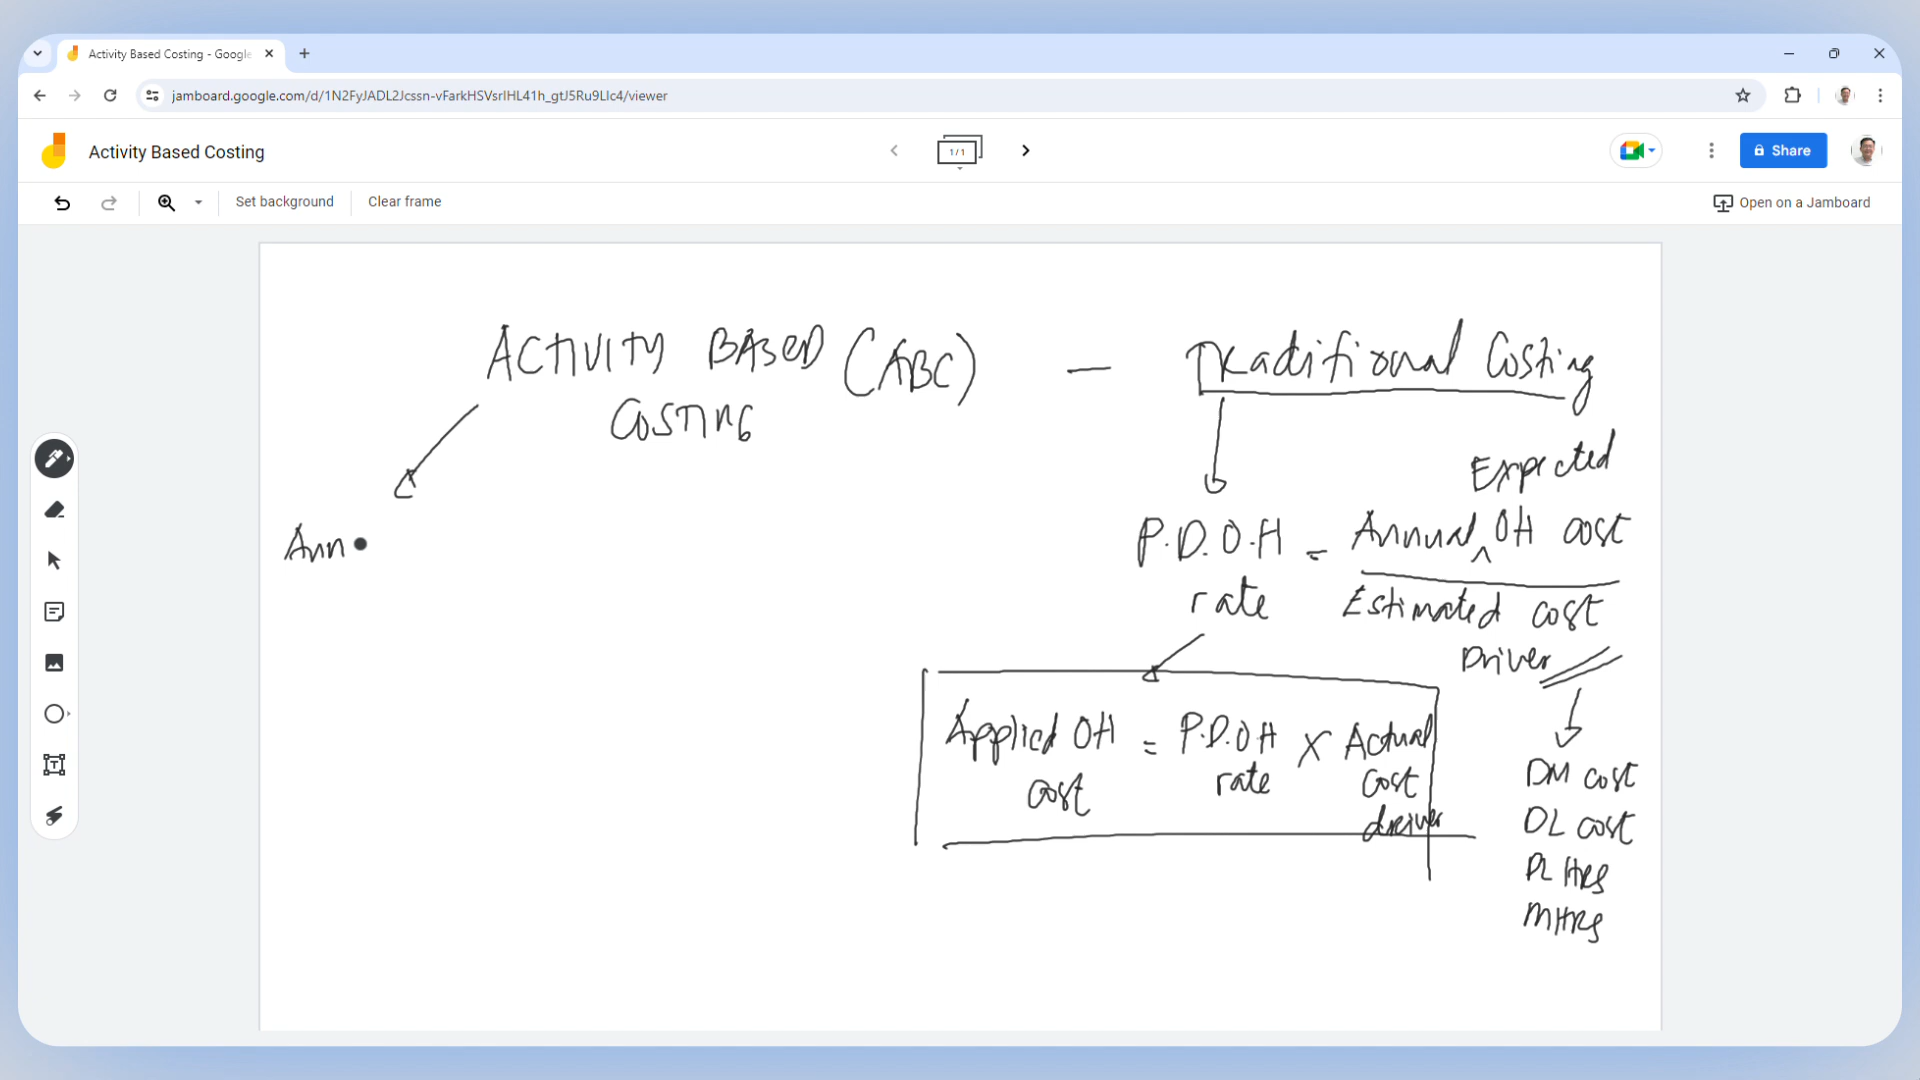 Activity Based Costing - Google
jamboard.google.com/d/1N2FyJADL2Jcssn-vFarkHSVsrIHL41h_gtJ5Ru9LIc4/viewer
Activity Based Costing
1/1
Share
Set background
Clear frame
Open on a Jamboard
ACTIVITY BASED (ABC) — Traditional Costing
COSTING
Expected
Ann
P.D.O.H = Annual ^ OH cost
rate
Estimated cost
Driver
Applied OH = P.D.OH X Actual
cost rate cost
driver
DM cost
DL cost
DL HRS
MHRS